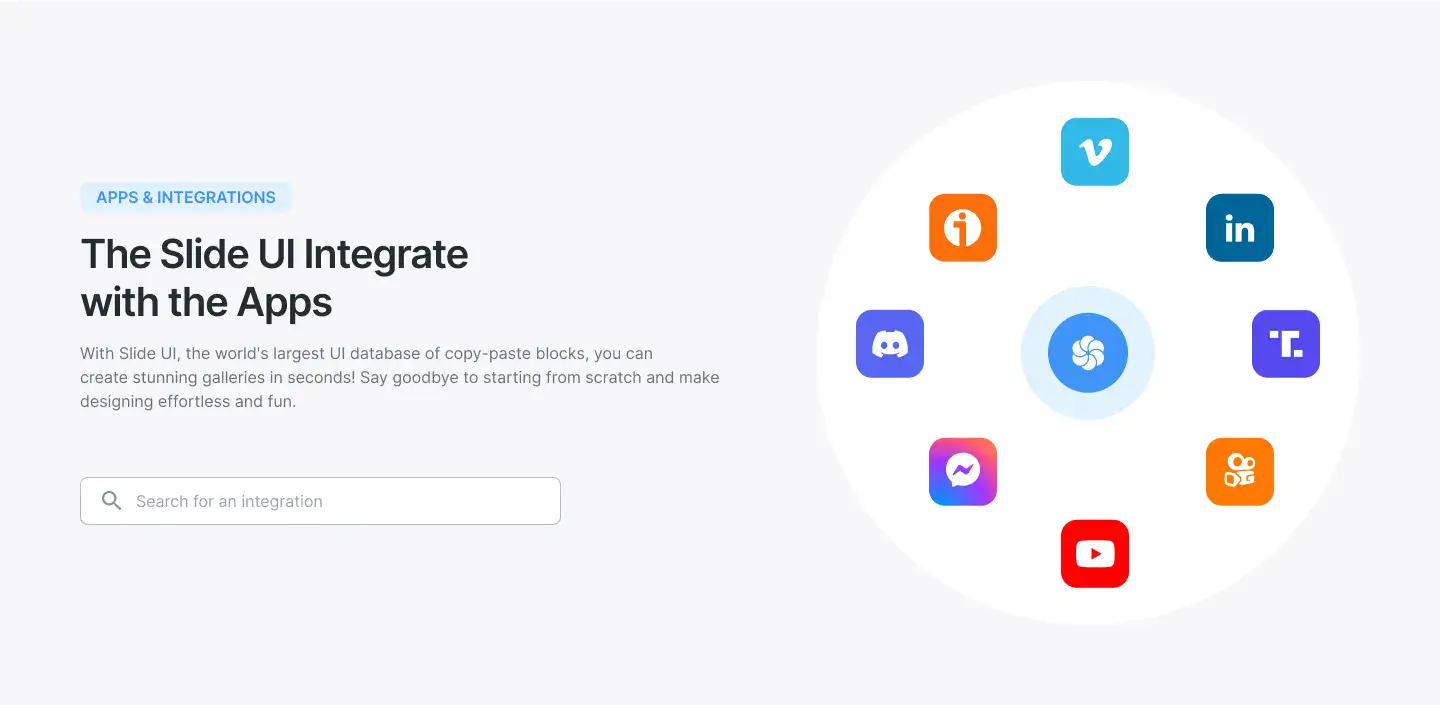 APPS & INTEGRATIONS
The Slide UI Integrate
with the Apps
With Slide UI, the world's largest UI database of copy-paste blocks, you can
create stunning galleries in seconds! Say goodbye to starting from scratch and make
designing effortless and fun.
Search for an integration
in
T.